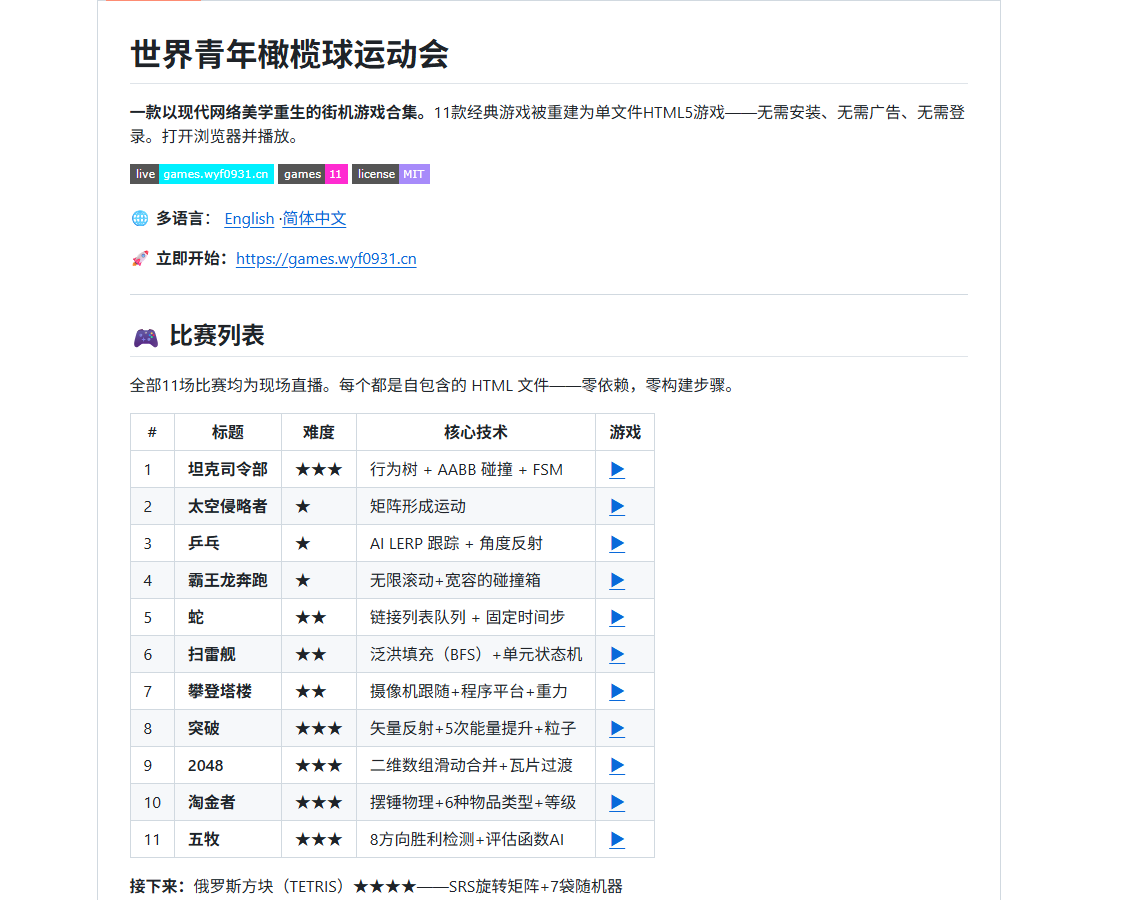 世界青年橄榄球运动会
一款以现代网络美学重生的街机游戏合集。11款经典游戏被重建为单文件HTML5游戏——无需安装、无需广告、无需登
录。打开浏览器并播放。
live games.wyf0931.cn games 11 license MIT
🌐 多语言： English ·简体中文
🚀 立即开始：https://games.wyf0931.cn
🎮 比赛列表
全部11场比赛均为现场直播。每个都是自包含的 HTML 文件——零依赖，零构建步骤。
# 标题 难度 核心技术 游戏
1 坦克司令部 ★★★ 行为树 + AABB 碰撞 + FSM ▶
2 太空侵略者 ★ 矩阵形成运动 ▶
3 乒乓 ★ AI LERP 跟踪 + 角度反射 ▶
4 霸王龙奔跑 ★ 无限滚动+宽容的碰撞箱 ▶
5 蛇 ★★ 链接列表队列 + 固定时间步 ▶
6 扫雷舰 ★★ 泛洪填充（BFS）+单元状态机 ▶
7 攀登塔楼 ★★ 摄像机跟随+程序平台+重力 ▶
8 突破 ★★★ 矢量反射+5次能量提升+粒子 ▶
9 2048 ★★★ 二维数组滑动合并+瓦片过渡 ▶
10 淘金者 ★★★ 摆锤物理+6种物品类型+等级 ▶
11 五牧 ★★★ 8方向胜利检测+评估函数AI ▶
接下来：俄罗斯方块（TETRIS）★★★★——SRS旋转矩阵+7袋随机器